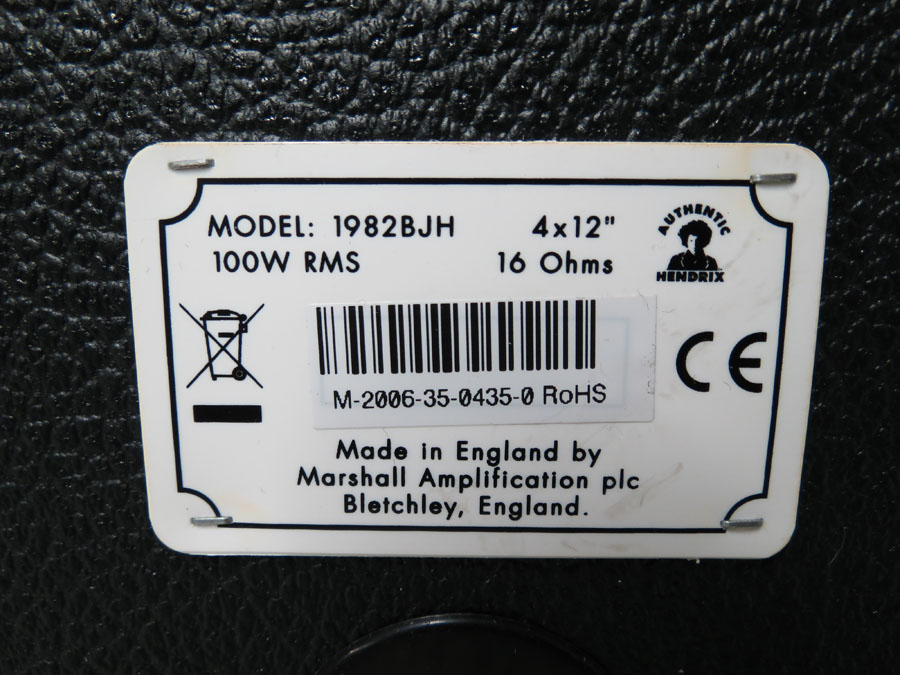 MODEL: 1982BJH 4x12"
100W RMS 16 Ohms
AUTHENTIC
HENDRIX
CE
M-2006-35-0435-0 RoHS
Made in England by
Marshall Amplification plc
Bletchley, England.